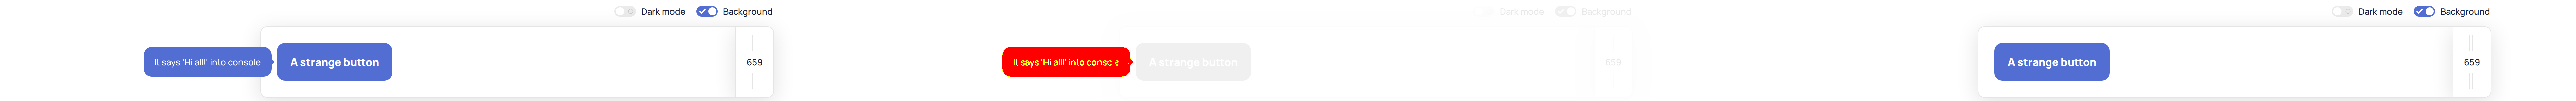 Dark mode Background
It says 'Hi all!' into console A strange button 659
Dark mode Background
It says 'Hi all!' into console A strange button 659
Dark mode Background
A strange button 659